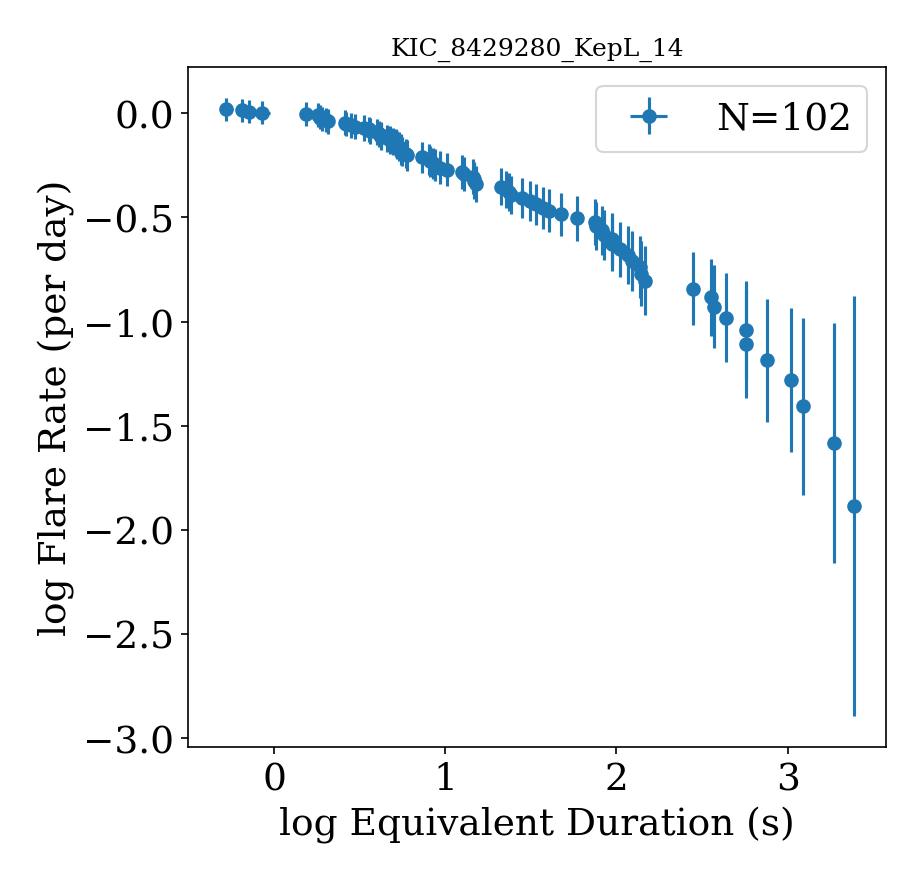 KIC_8429280_KepL_14
N=102
log Flare Rate (per day)
0.0
−0.5
−1.0
−1.5
−2.0
−2.5
−3.0
0 1 2 3
log Equivalent Duration (s)